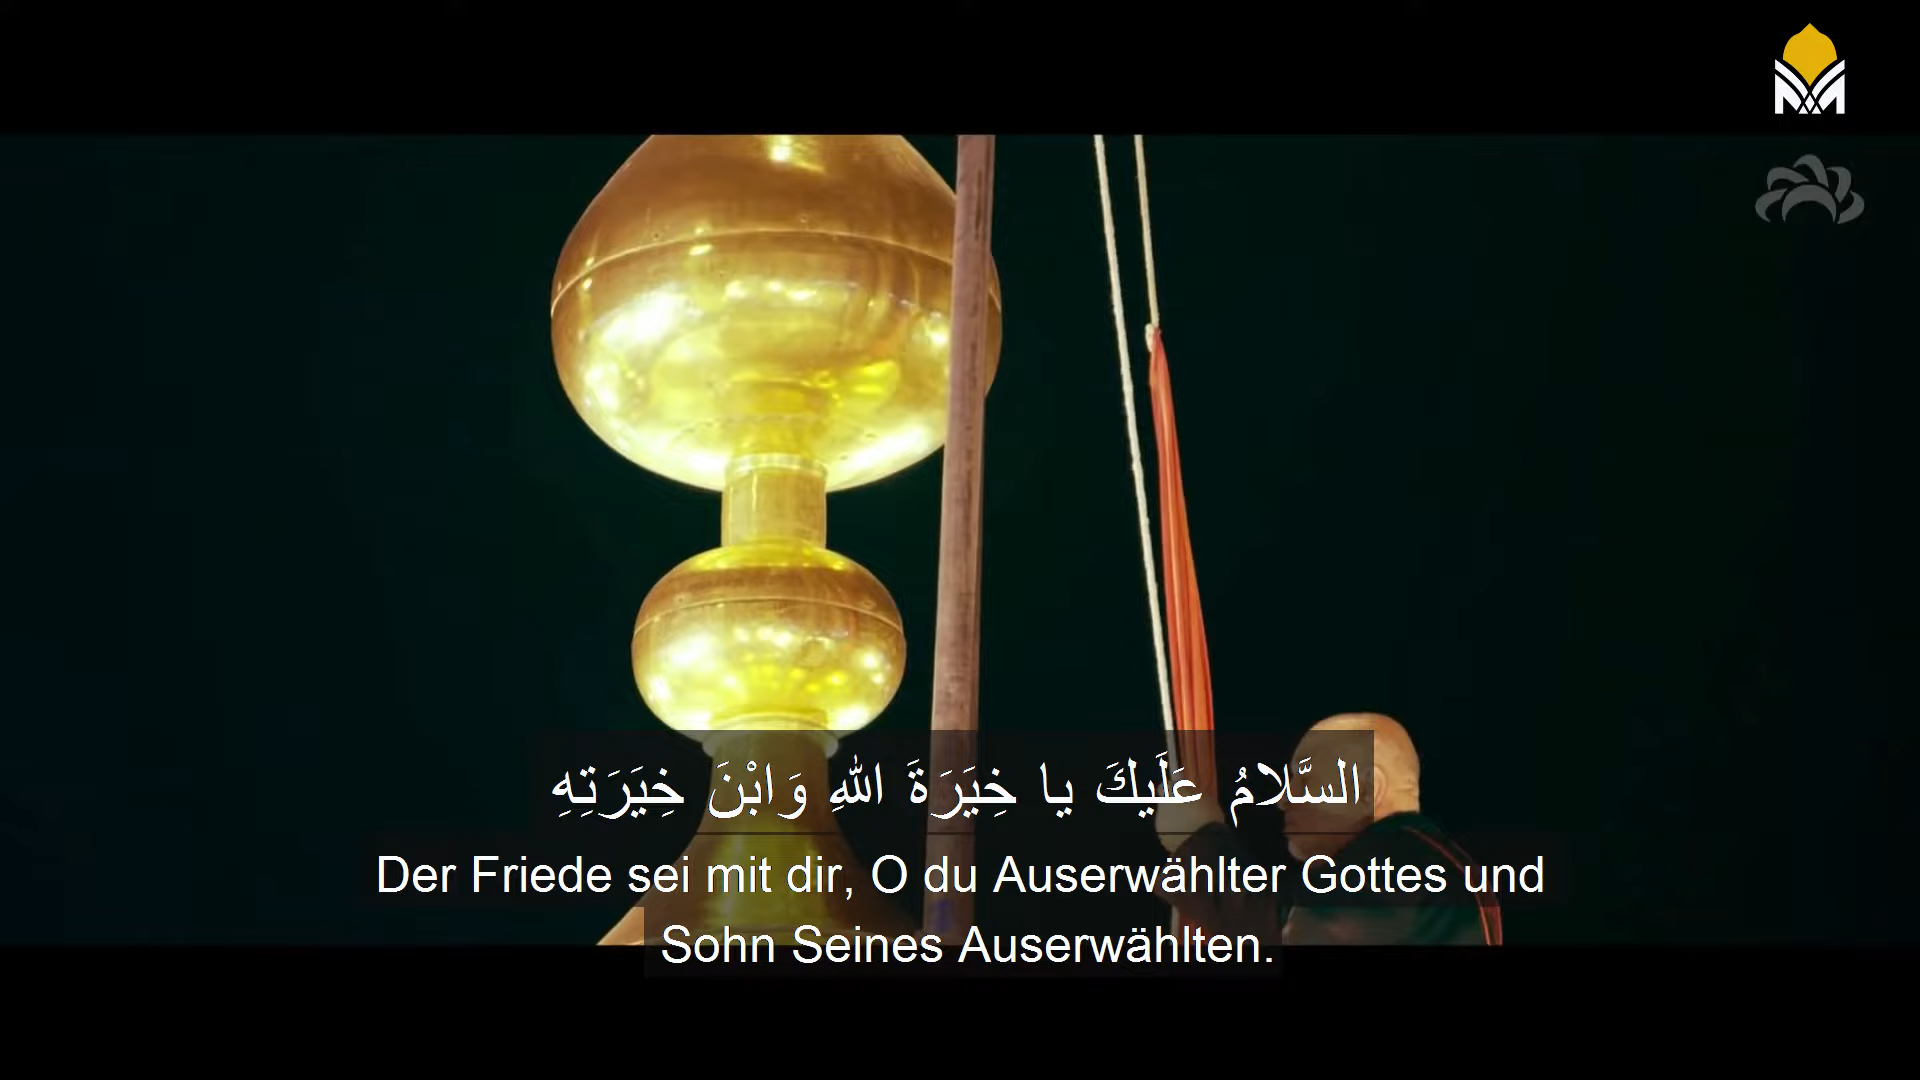 السَّلامُ عَلَيكَ يا خِيَرَةَ اللهِ وَابْنَ خِيَرَتِهِ
Der Friede sei mit dir, O du Auserwählter Gottes und
Sohn Seines Auserwählten.